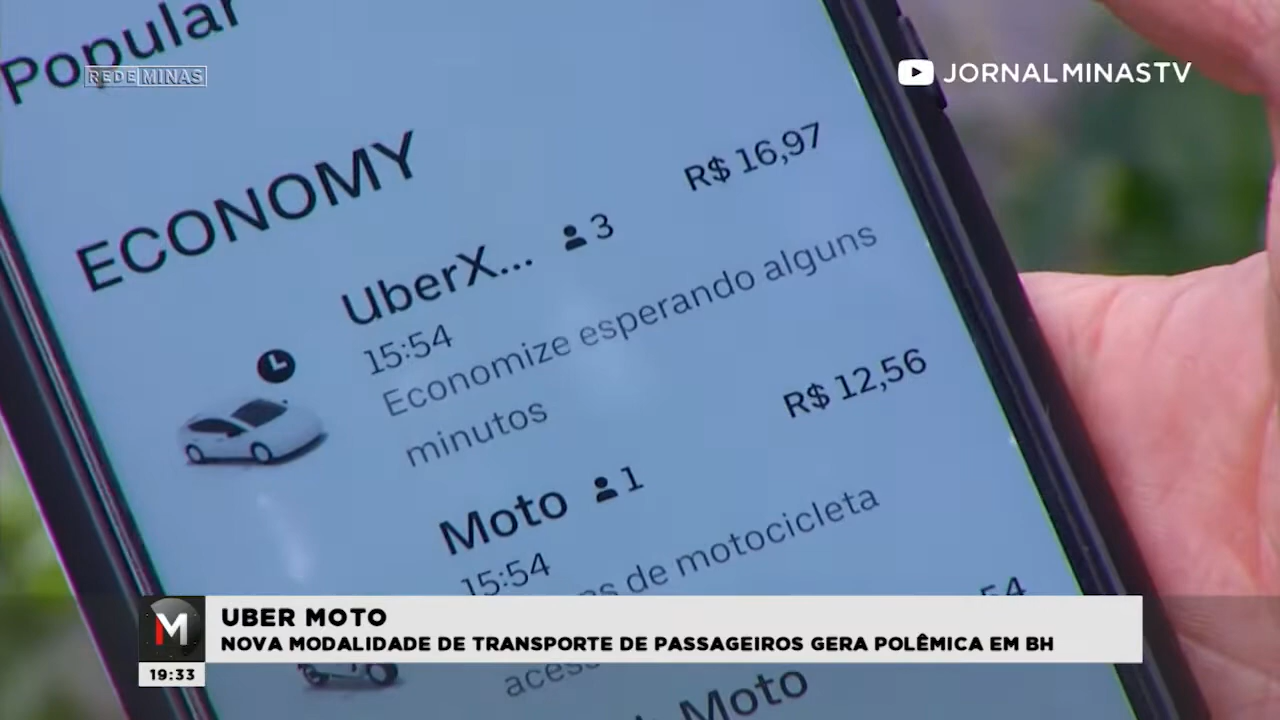 Popular
REDE MINAS
JORNALMINASTV
ECONOMY
R$ 16,97
UberX... 3
15:54
Economize esperando alguns
minutos
R$ 12,56
Moto 1
15:54
de motocicleta
54
UBER MOTO
NOVA MODALIDADE DE TRANSPORTE DE PASSAGEIROS GERA POLÊMICA EM BH
M
19:33
Moto